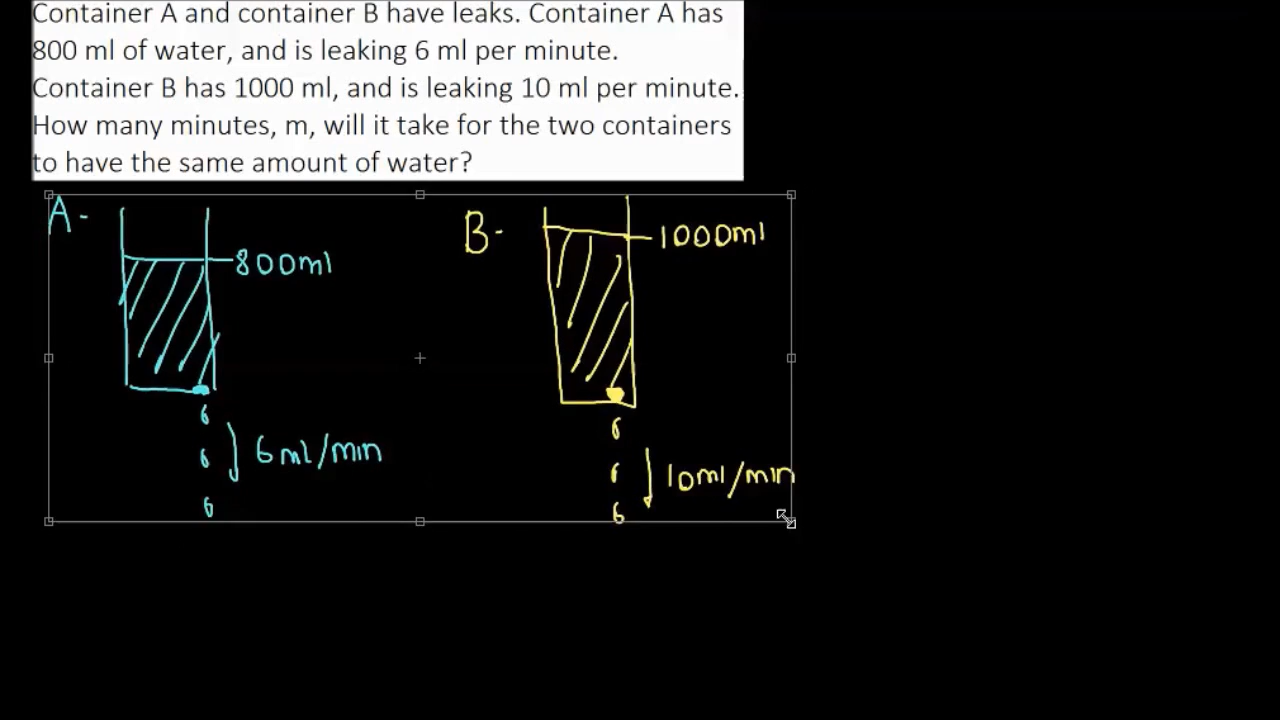 Container A and container B have leaks. Container A has
800 ml of water, and is leaking 6 ml per minute.
Container B has 1000 ml, and is leaking 10 ml per minute.
How many minutes, m, will it take for the two containers
to have the same amount of water?
A-
800ml
6ml/min
B-
1000ml
10ml/min